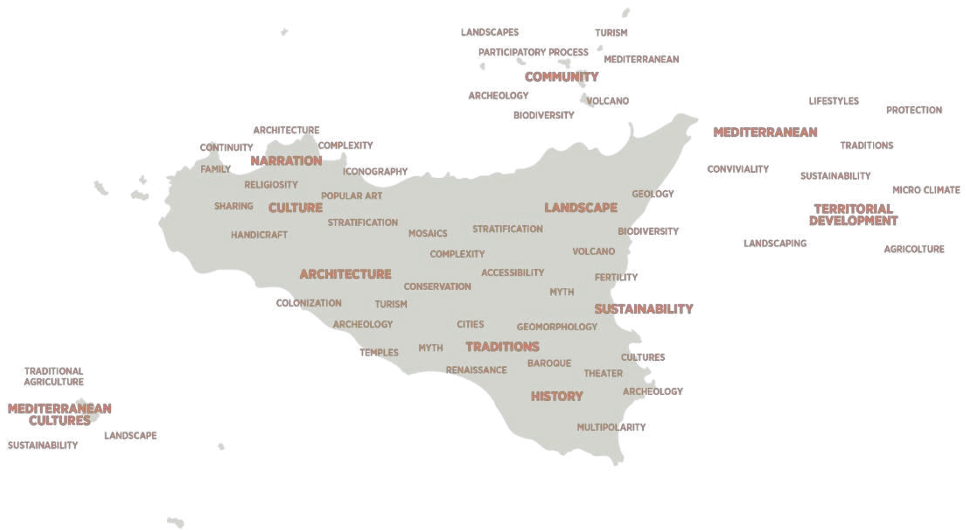 LANDSCAPES
TURISM
PARTICIPATORY PROCESS
MEDITERRANEAN
COMMUNITY
ARCHEOLOGY
VOLCANO
BIODIVERSITY
LIFESTYLES
PROTECTION
MEDITERRANEAN
TRADITIONS
CONVIVIALITY
SUSTAINABILITY
MICRO CLIMATE
TERRITORIAL
DEVELOPMENT
LANDSCAPING
AGRICULTURE
ARCHITECTURE
CONTINUITY
COMPLEXITY
NARRATION
FAMILY
ICONOGRAPHY
RELIGIOSITY
POPULAR ART
SHARING
CULTURE
STRATIFICATION
HANDICRAFT
MOSAICS
STRATIFICATION
LANDSCAPE
GEOLOGY
BIODIVERSITY
COMPLEXITY
VOLCANO
ARCHITECTURE
ACCESSIBILITY
FERTILITY
CONSERVATION
MYTH
COLONIZATION
TURISM
SUSTAINABILITY
ARCHEOLOGY
CITIES
GEOMORPHOLOGY
TEMPLES
MYTH
TRADITIONS
RENAISSANCE
BAROQUE
CULTURES
THEATER
HISTORY
ARCHEOLOGY
MULTIPOLARITY
TRADITIONAL
AGRICULTURE
MEDITERRANEAN
CULTURES
LANDSCAPE
SUSTAINABILITY